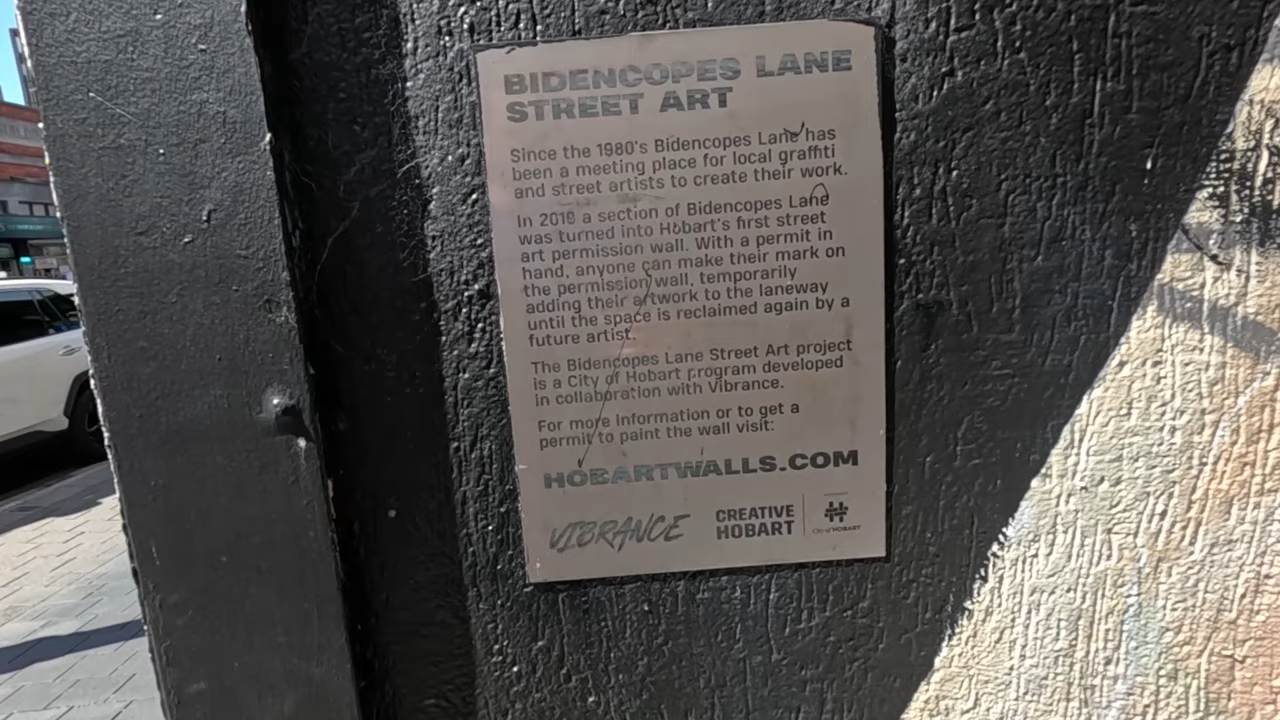 BIDENCOPES LANE
STREET ART
Since the 1980's Bidencopes Lane has
been a meeting place for local graffiti
and street artists to create their work.
In 2019 a section of Bidencopes Lane
was turned into Hobart's first street
art permission wall. With a permit in
hand, anyone can make their mark on
the permission wall, temporarily
adding their artwork to the laneway
until the space is reclaimed again by a
future artist.
The Bidencopes Lane Street Art project
is a City of Hobart program developed
in collaboration with Vibrance.
For more Information or to get a
permit to paint the wall visit:
HOBARTWALLS.COM
VIBRANCE
CREATIVE
HOBART
City of HOBART